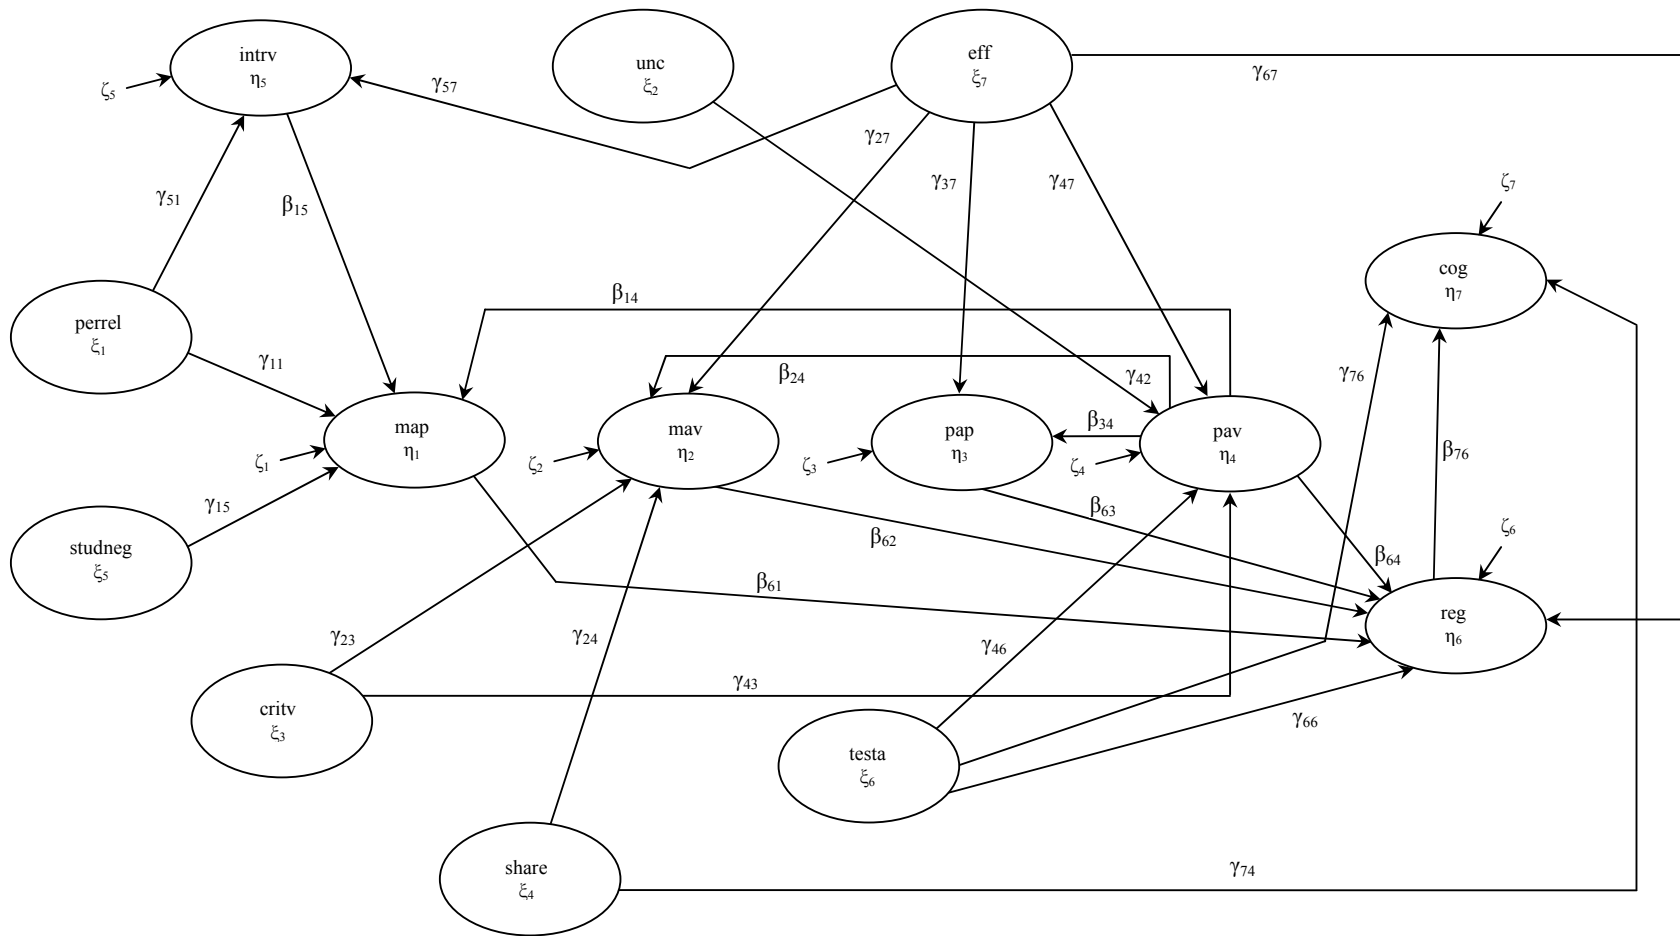 intrv
η5
unc
ξ2
eff
ξ7
γ67
ζ5
γ57
γ27
γ37
γ47
γ51
β15
ζ7
cog
η7
β14
perrel
ξ1
γ11
β24
γ42
γ76
map
η1
mav
η2
pap
η3
β34
pav
η4
ζ1
ζ2
ζ3
ζ4
β76
γ15
β63
β62
β64
ζ6
studneg
ξ5
β61
reg
η6
γ23
γ24
γ46
γ43
critv
ξ3
γ66
testa
ξ6
share
ξ4
γ74